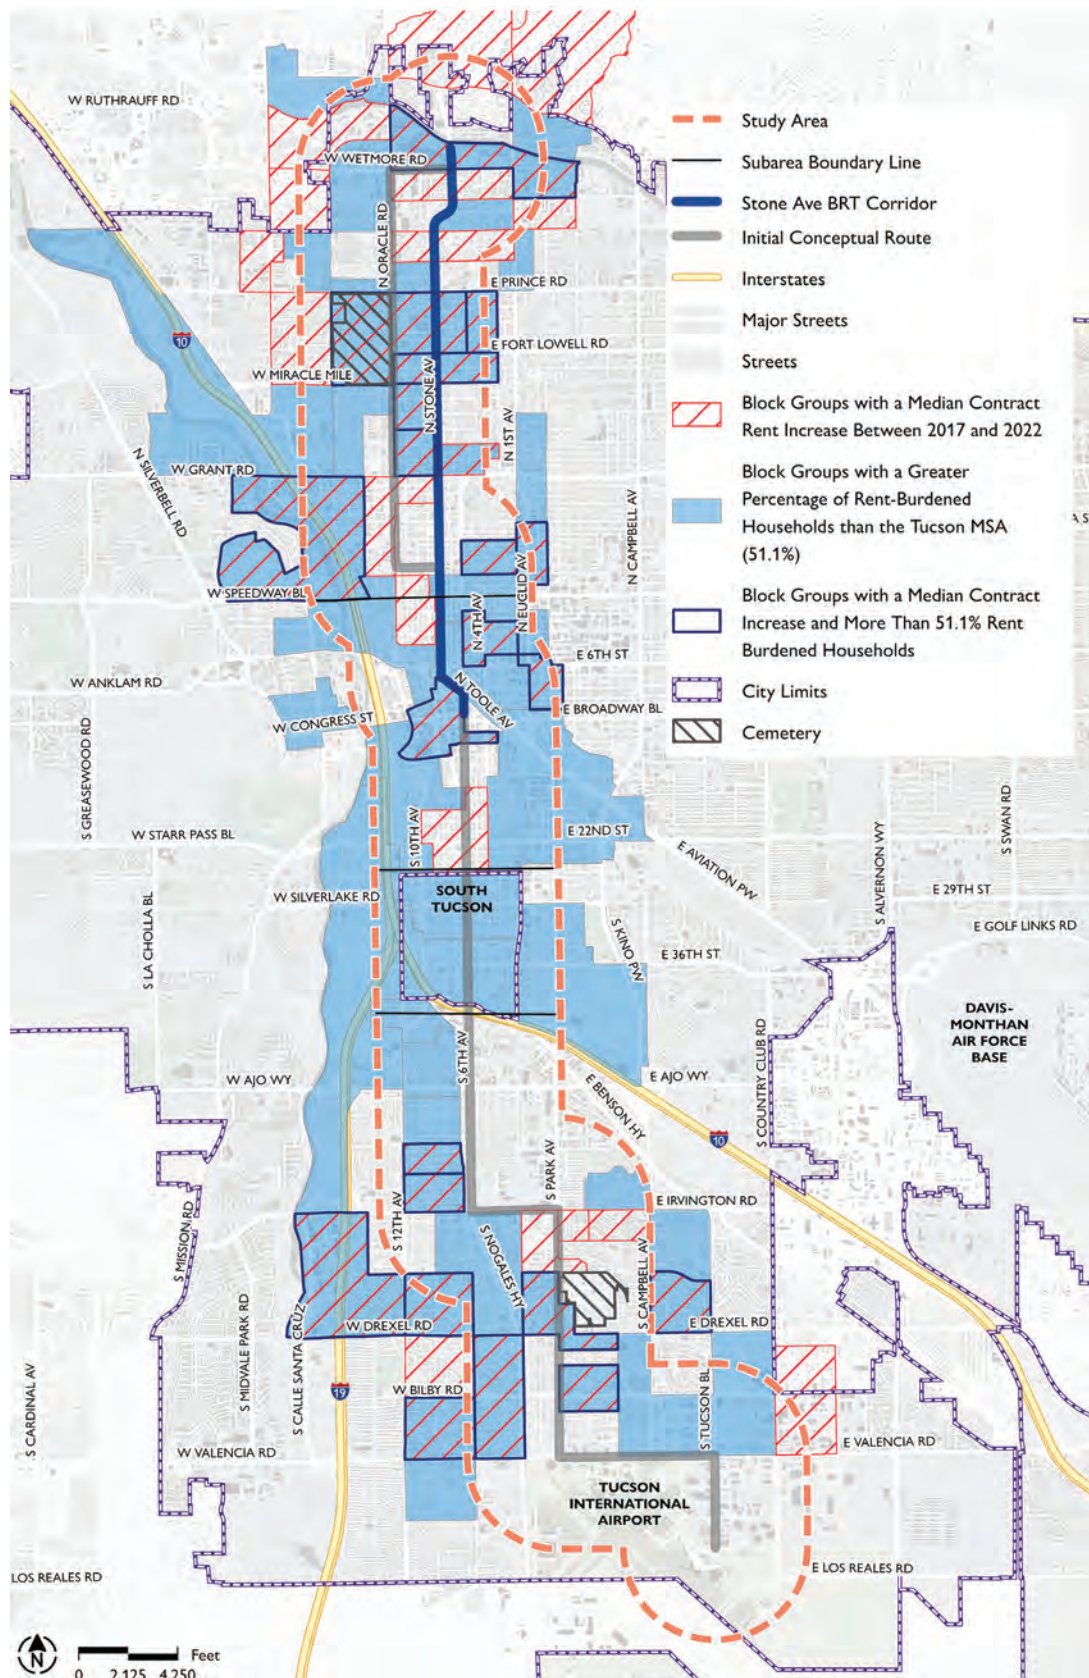 W RUTHRAUFF RD
W WETMORE RD
N ORACLE RD
E PRINCE RD
E FORT LOWELL RD
W MIRACLE MILE
N STONE AV
N 1ST AV
W GRANT RD
N SILVERBELL RD
N CAMPBELL AV
W SPEEDWAY BL
N EUCLID AV
N 4TH AV
E 6TH ST
W ANKLAM RD
N TOOLE AV
E BROADWAY BL
W CONGRESS ST
S GREASEWOOD RD
W STARR PASS BL
S 10TH AV
E 22ND ST
E AVIATION PW
S ALVERNON WY
S SWAN RD
E 29TH ST
W SILVERLAKE RD
SOUTH
TUCSON
S LA CHOLLA BL
S KINO PW
E 36TH ST
E GOLF LINKS RD
DAVIS-
MONTHAN
AIR FORCE
BASE
S COUNTRY CLUB RD
W AJO WY
S 6TH AV
E AJO WY
E BENSON HY
10
10
S PARK AV
E IRVINGTON RD
S MISSION RD
S 12TH AV
S NOGALES HY
S CAMPBELL AV
S CALLE SANTA CRUZ
W DREXEL RD
E DREXEL RD
S MIDVALE PARK RD
S CARDINAL AV
19
W BILBY RD
S TUCSON BL
W VALENCIA RD
E VALENCIA RD
TUCSON
INTERNATIONAL
AIRPORT
LOS REALES RD
E LOS REALES RD
A S
Study Area
Subarea Boundary Line
Stone Ave BRT Corridor
Initial Conceptual Route
Interstates
Major Streets
Streets
Block Groups with a Median Contract
Rent Increase Between 2017 and 2022
Block Groups with a Greater
Percentage of Rent-Burdened
Households than the Tucson MSA
(51.1%)
Block Groups with a Median Contract
Increase and More Than 51.1% Rent
Burdened Households
City Limits
Cemetery
N
Feet
0 2,125 4,250